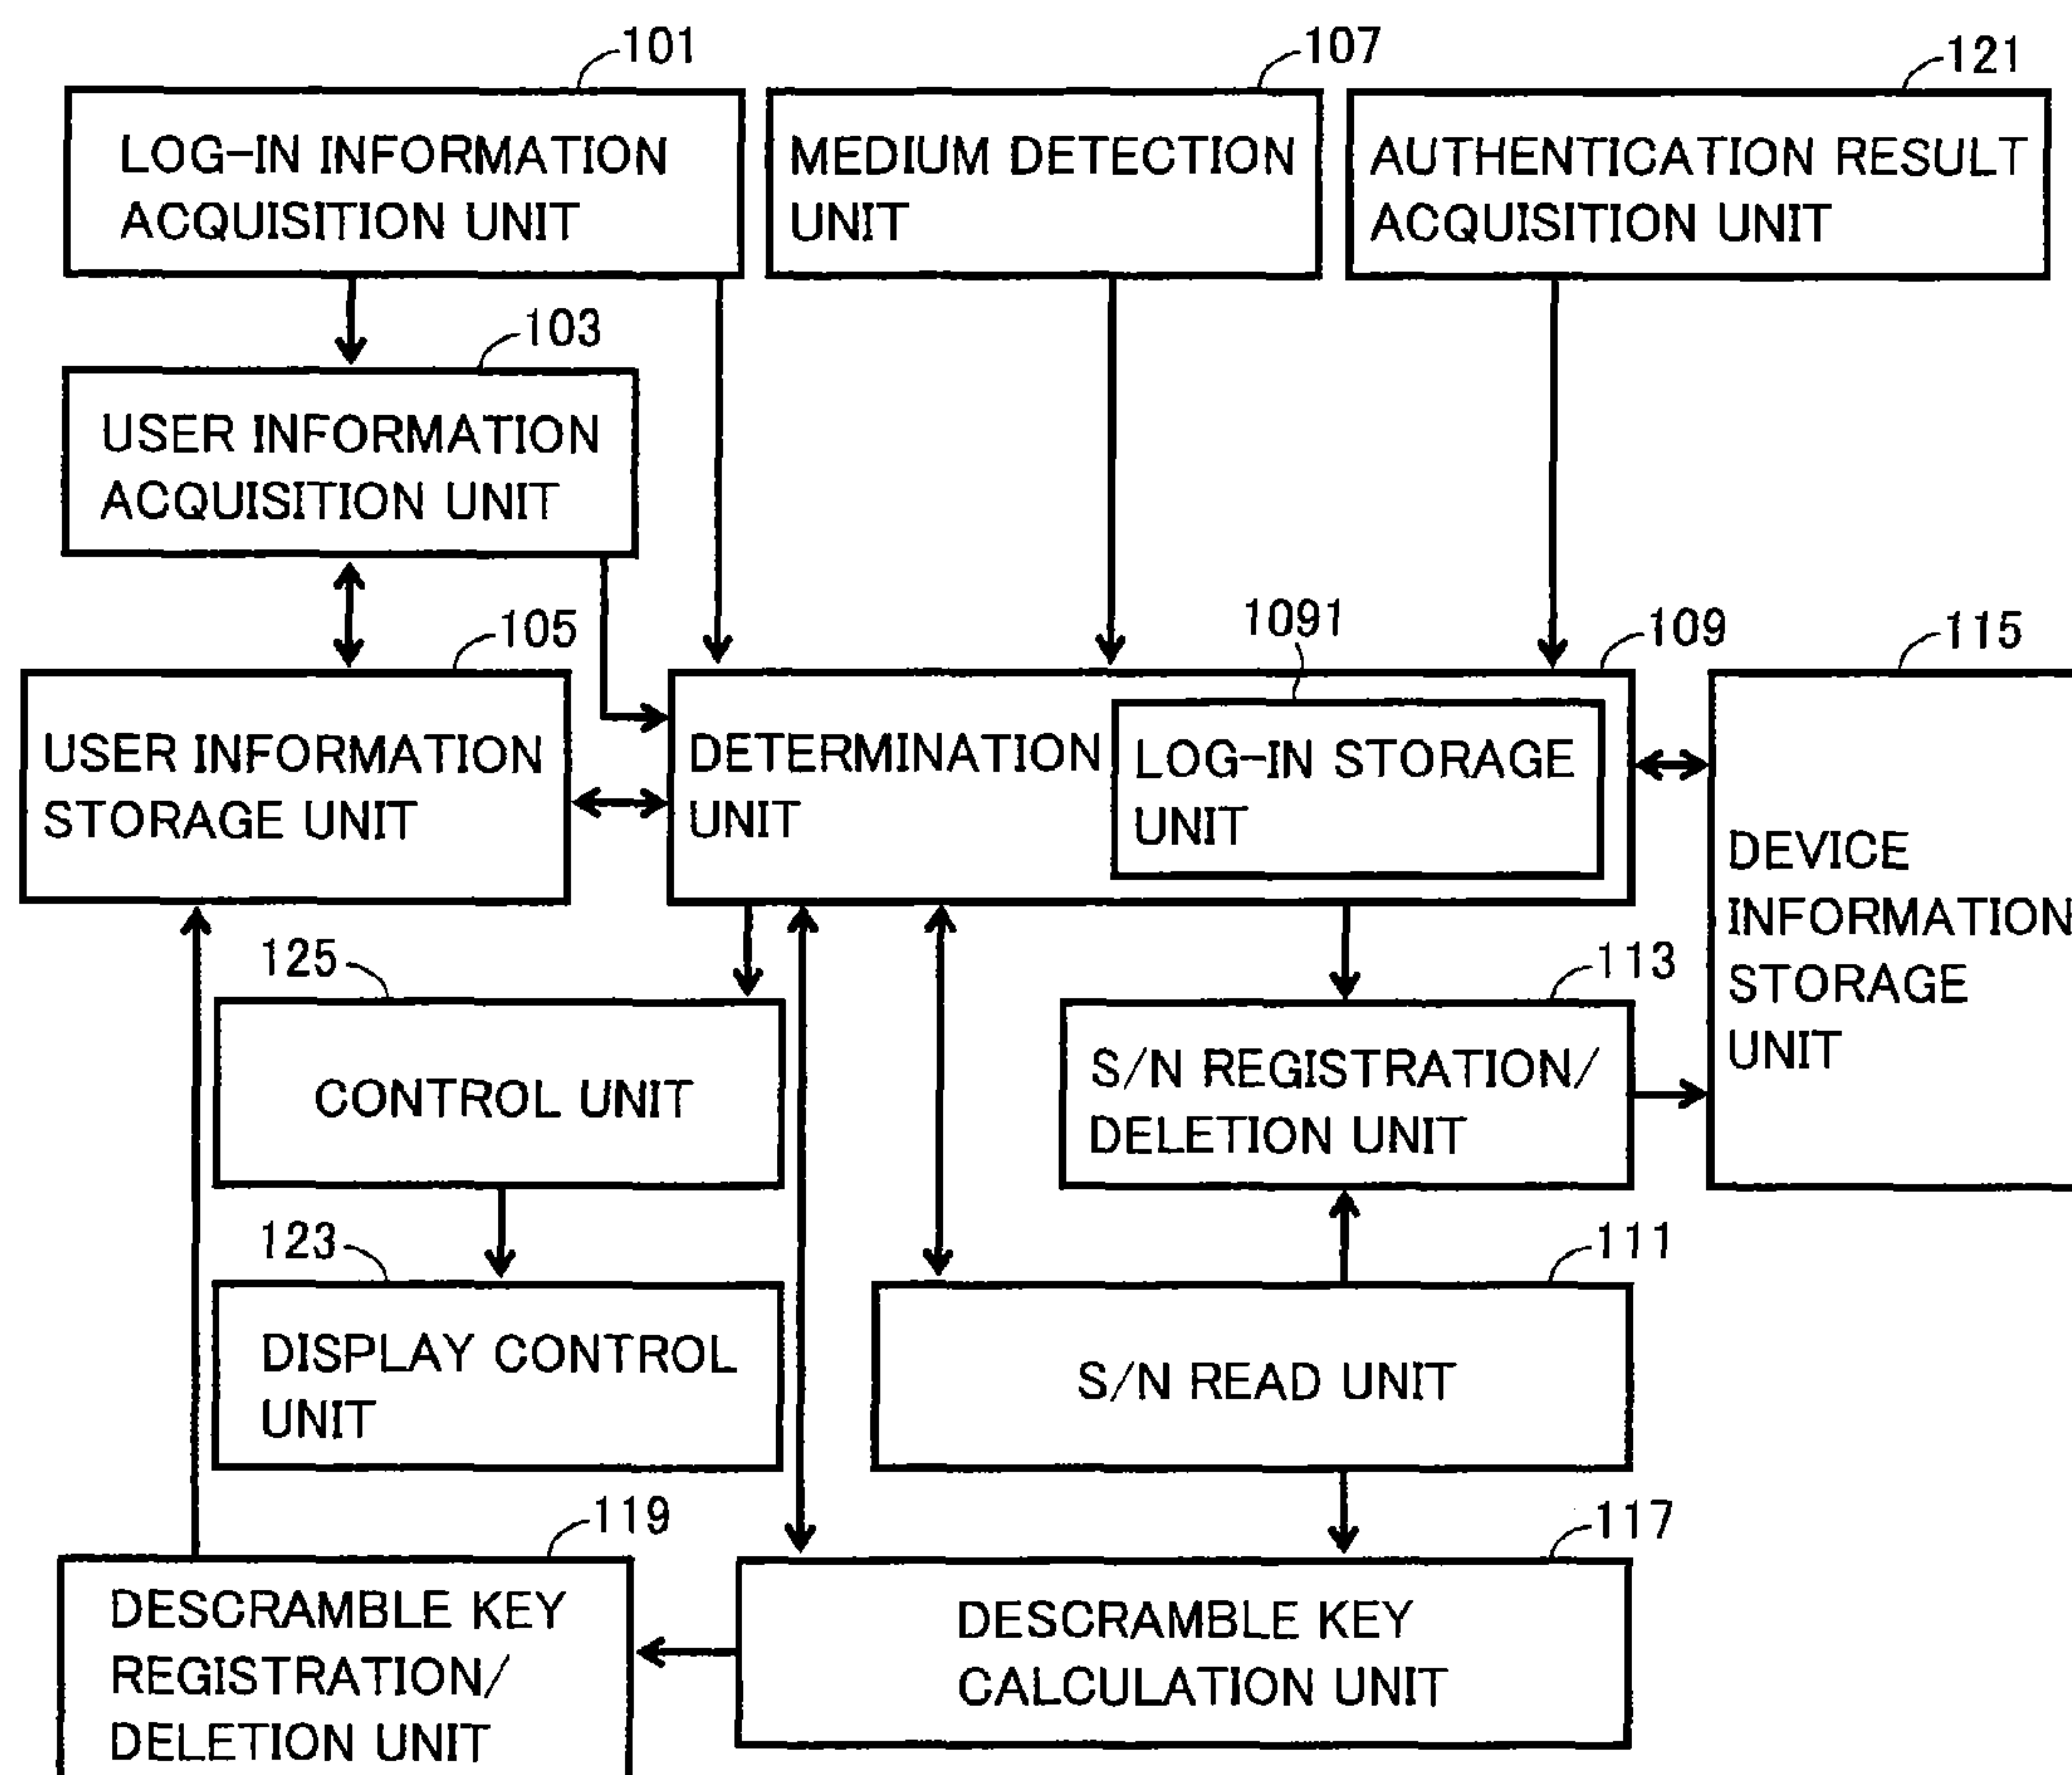 101
107
121
LOG-IN INFORMATION
ACQUISITION UNIT
MEDIUM DETECTION
UNIT
AUTHENTICATION RESULT
ACQUISITION UNIT
103
USER INFORMATION
ACQUISITION UNIT
105
1091
109
115
USER INFORMATION
STORAGE UNIT
DETERMINATION
UNIT
LOG-IN STORAGE
UNIT
DEVICE
INFORMATION
STORAGE
UNIT
125
113
CONTROL UNIT
S/N REGISTRATION/
DELETION UNIT
123
111
DISPLAY CONTROL
UNIT
S/N READ UNIT
119
117
DESCRAMBLE KEY
REGISTRATION/
DELETION UNIT
DESCRAMBLE KEY
CALCULATION UNIT